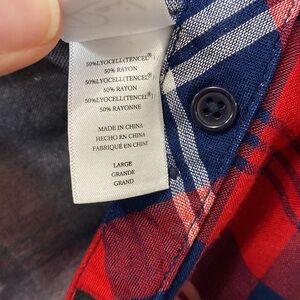 50%LYOCELL(TENCEL®)
50% RAYON
50%LYOCELL(TENCEL®)
50% RAYON
50%LYOCELL(TENCEL®)
50% RAYONNE
MADE IN CHINA
HECHO EN CHINA
FABRIQUÉ EN CHINE
LARGE
GRANDE
GRAND